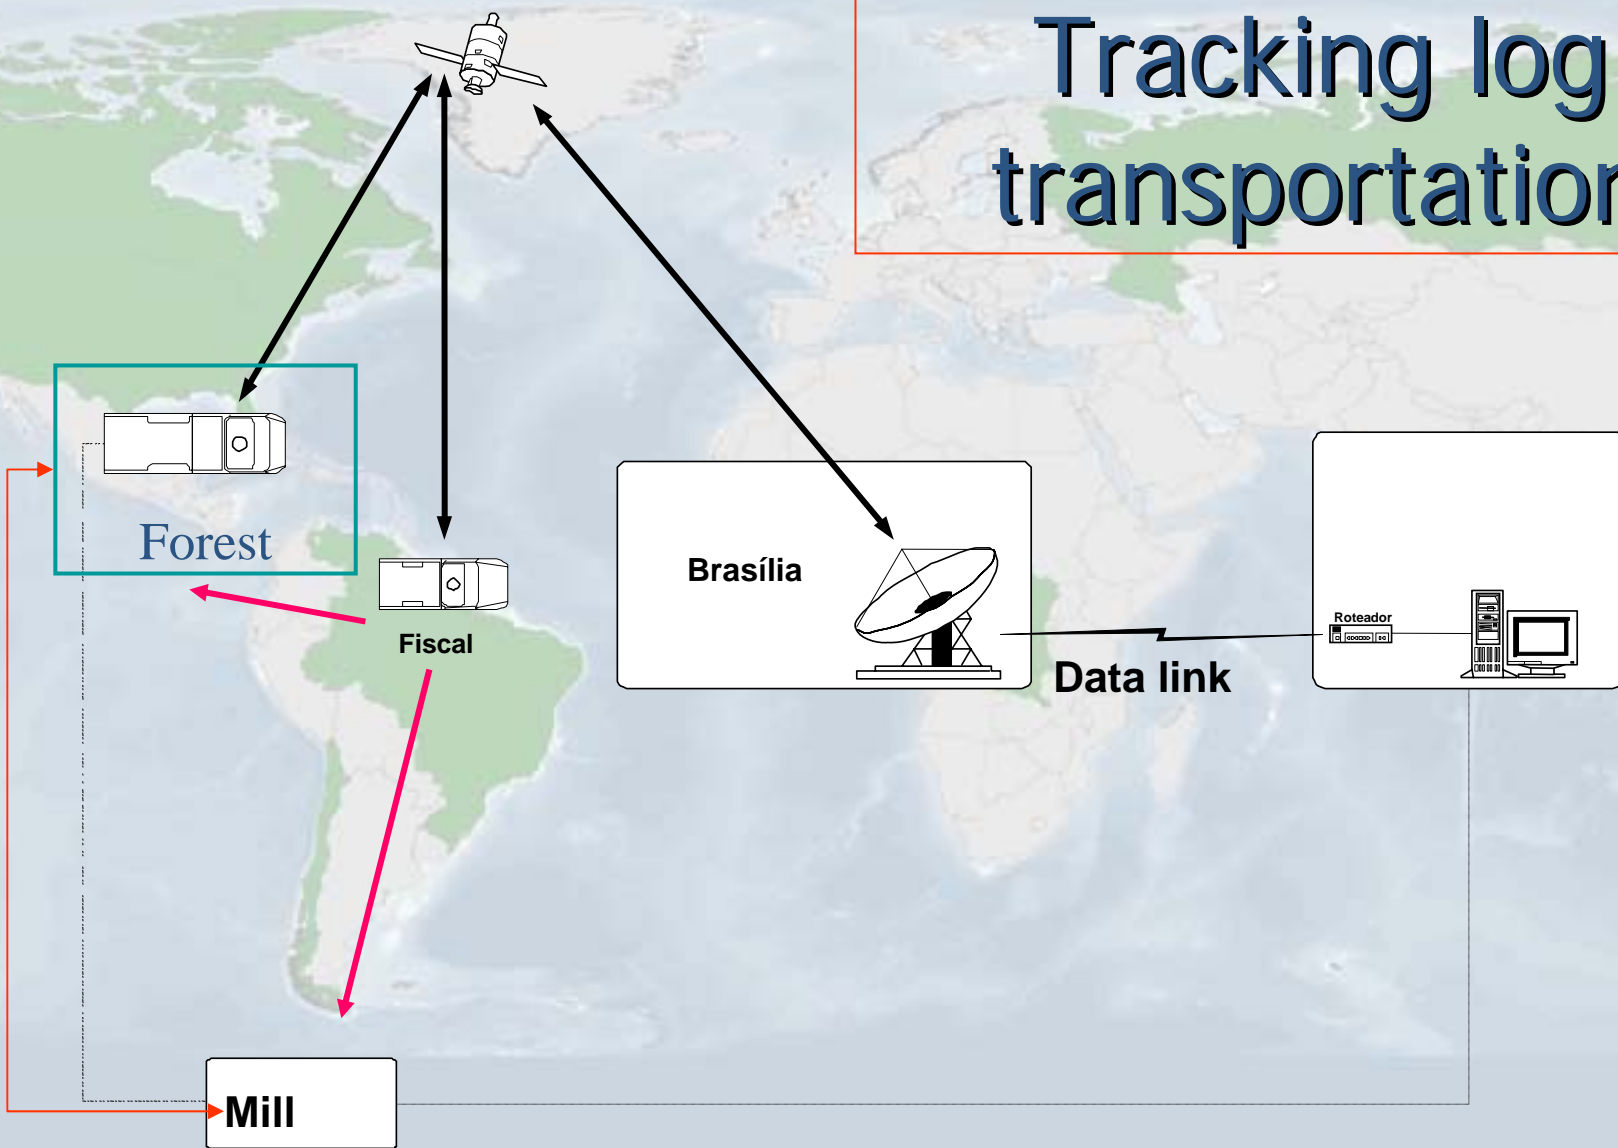 Tracking log
transportation
Forest
Fiscal
Brasília
Data link
Roteador
Mill